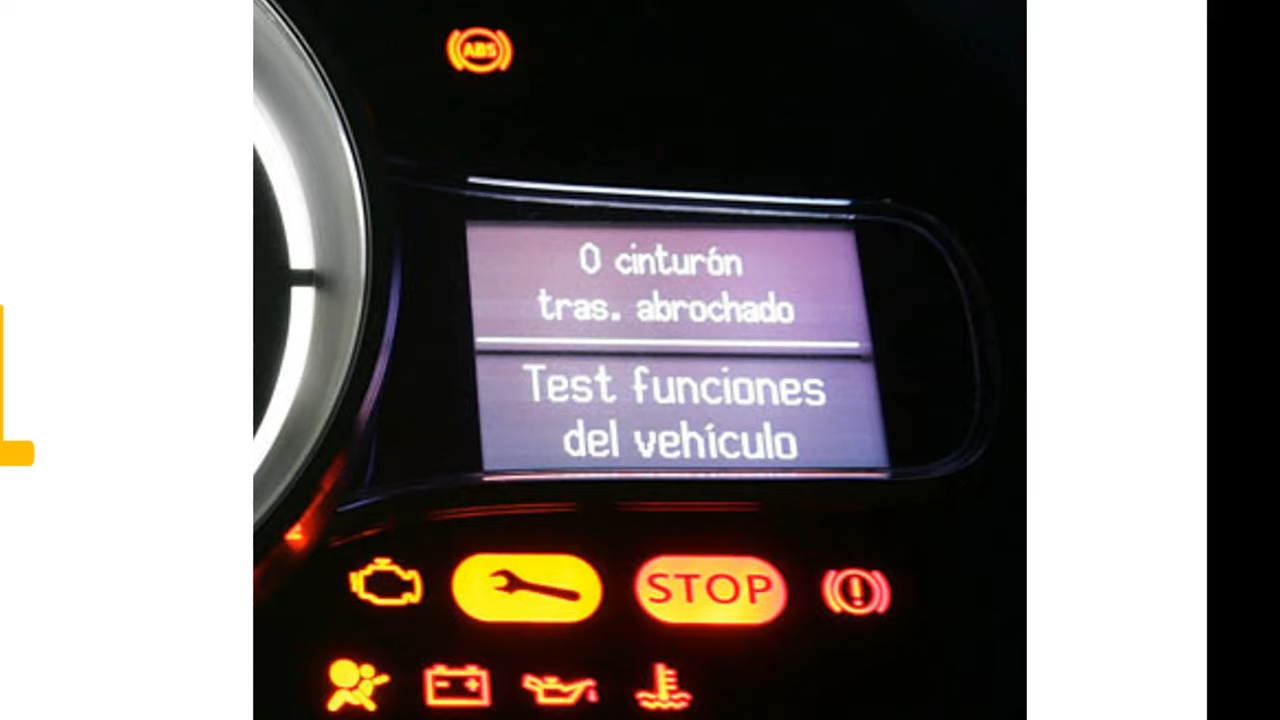 ABS
0 cinturón
tras. abrochado
Test funciones
del vehículo
STOP